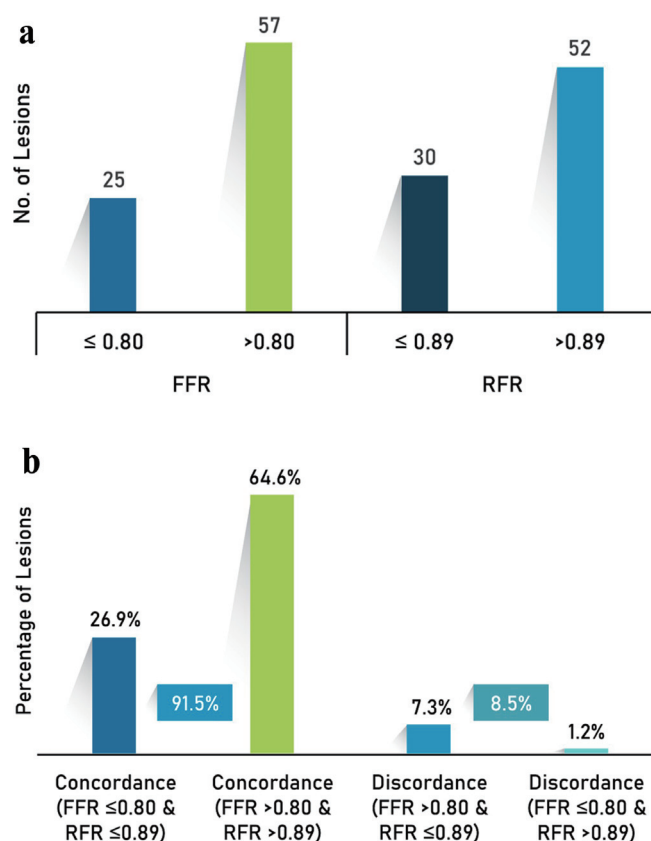 a
No. of Lesions
25
57
30
52
≤ 0.80
>0.80
≤ 0.89
>0.89
FFR
RFR
b
Percentage of Lesions
26.9%
91.5%
64.6%
7.3%
8.5%
1.2%
Concordance
(FFR ≤0.80 &
RFR ≤0.89)
Concordance
(FFR >0.80 &
RFR >0.89)
Discordance
(FFR >0.80 &
RFR ≤0.89)
Discordance
(FFR ≤0.80 &
RFR >0.89)